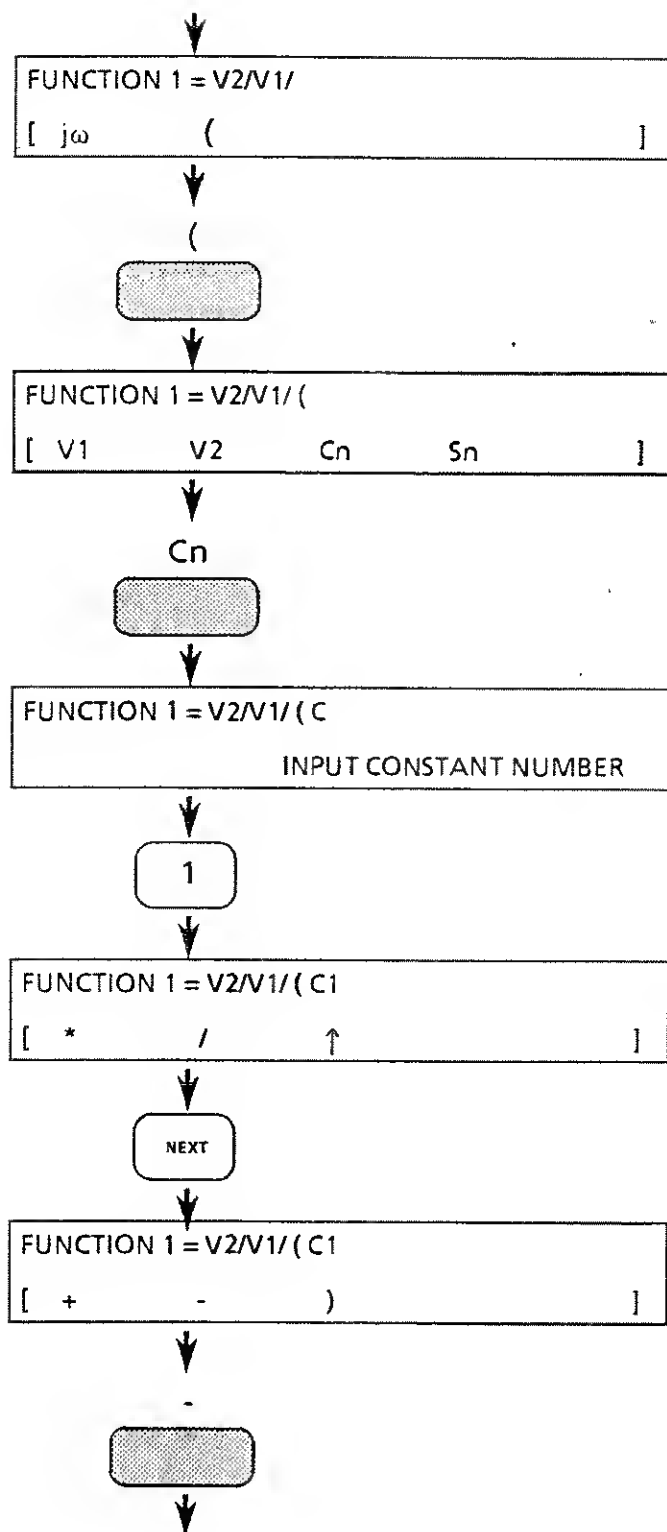 FUNCTION 1 = V2/V1/
[ jω ( ]
(
FUNCTION 1 = V2/V1/ (
[ V1 V2 Cn Sn ]
Cn
FUNCTION 1 = V2/V1/ ( C
INPUT CONSTANT NUMBER
1
FUNCTION 1 = V2/V1/ ( C1
[ * / ↑ ]
NEXT
FUNCTION 1 = V2/V1/ ( C1
[ + - ) ]
-